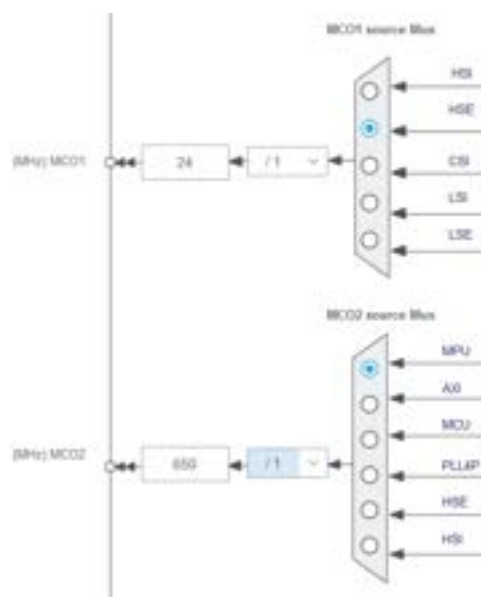 MCO1 source Mux
HSI
HSE
(MHz) MCO1
24
/ 1
CSI
LSI
LSE
MCO2 source Mux
MPU
AXI
MCU
(MHz) MCO2
650
/ 1
PLL4P
HSE
HSI